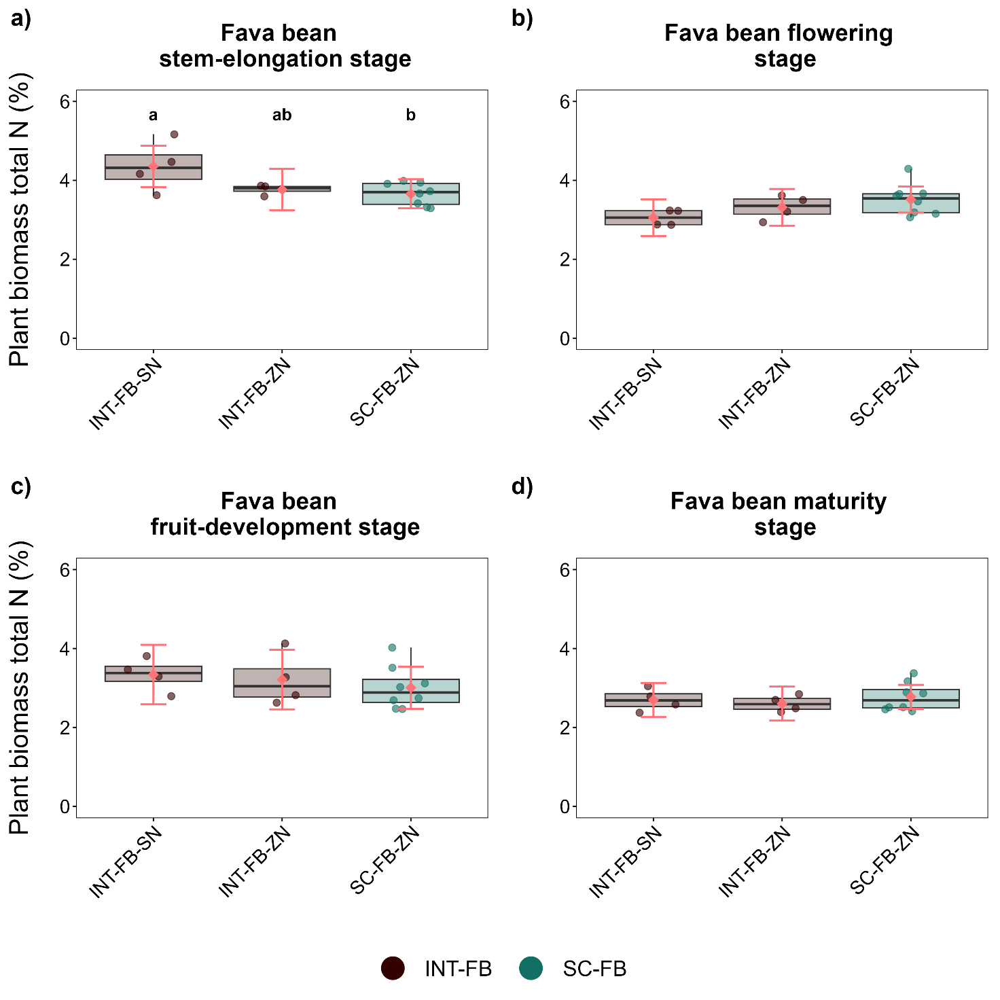 a)
Fava bean
stem-elongation stage
Plant biomass total N (%)
6
4
2
0
a
ab
b
INT-FB-SN
INT-FB-ZN
SC-FB-ZN
b)
Fava bean flowering
stage
6
4
2
0
INT-FB-SN
INT-FB-ZN
SC-FB-ZN
c)
Fava bean
fruit-development stage
Plant biomass total N (%)
6
4
2
0
INT-FB-SN
INT-FB-ZN
SC-FB-ZN
d)
Fava bean maturity
stage
6
4
2
0
INT-FB-SN
INT-FB-ZN
SC-FB-ZN
INT-FB
SC-FB